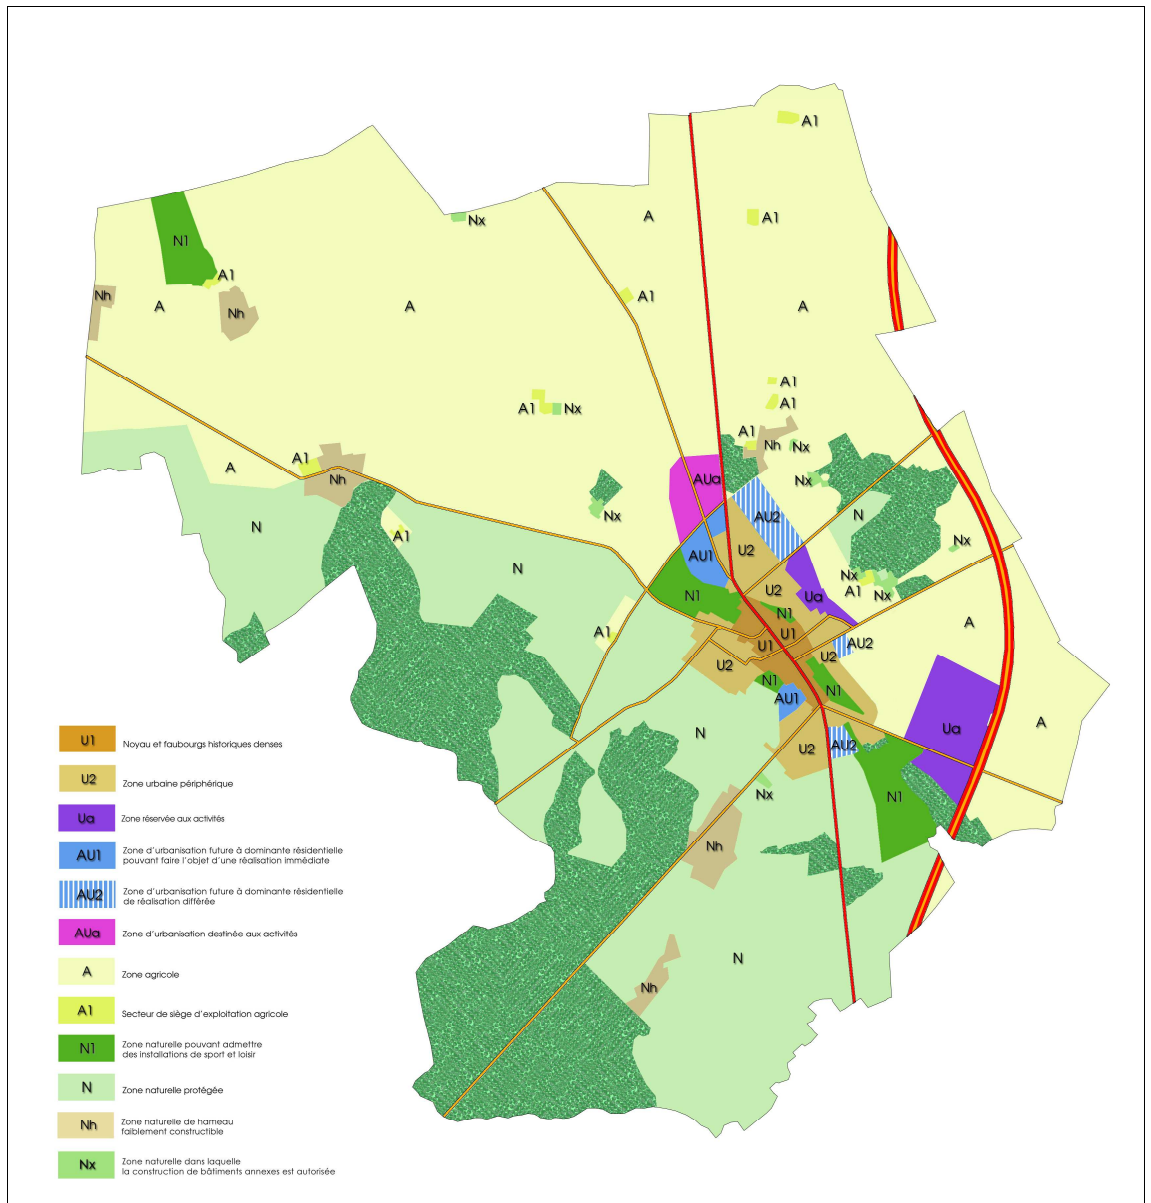 A1
A1
A
Nx
N1
A1
A1
Nh
A
Nh
A
A
A1
A1
A1
Nx
A1
A1
Nh
Nx
A
A1
Nh
AUa
Nx
Nx
AU2
N
N
A1
Nx
U2
AU1
N
Nx
A1
Nx
U2
Ua
N1
N1
A
A1
U1
U1
AU2
U2
U2
N1
N1
AU1
A
N
Ua
U2
AU2
Nx
N1
Nh
N
Nh
U1 Noyau et faubourgs historiques denses
U2 Zone urbaine périphérique
Ua Zone réservée aux activités
AU1 Zone d'urbanisation future à dominante résidentielle
pouvant faire l'objet d'une réalisation immédiate
AU2 Zone d'urbanisation future à dominante résidentielle
de réalisation différée
AUa Zone d'urbanisation destinée aux activités
A Zone agricole
A1 Secteur de siège d'exploitation agricole
N1 Zone naturelle pouvant admettre
des installations de sport et loisir
N Zone naturelle protégée
Nh Zone naturelle de hameau
faiblement constructible
Nx Zone naturelle dans laquelle
la construction de bâtiments annexes est autorisée